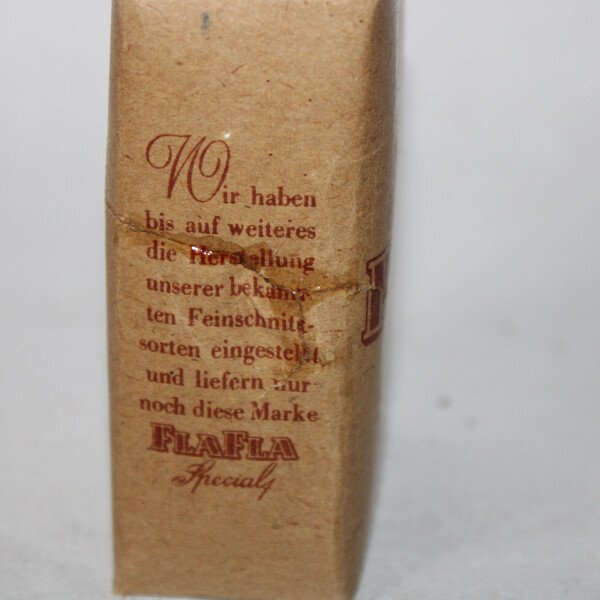 Wir haben
bis auf weiteres
die Herstellung
unserer bekann-
ten Feinschnitt-
sorten eingestellt
und liefern nur
noch diese Marke
FLAFLA
Special